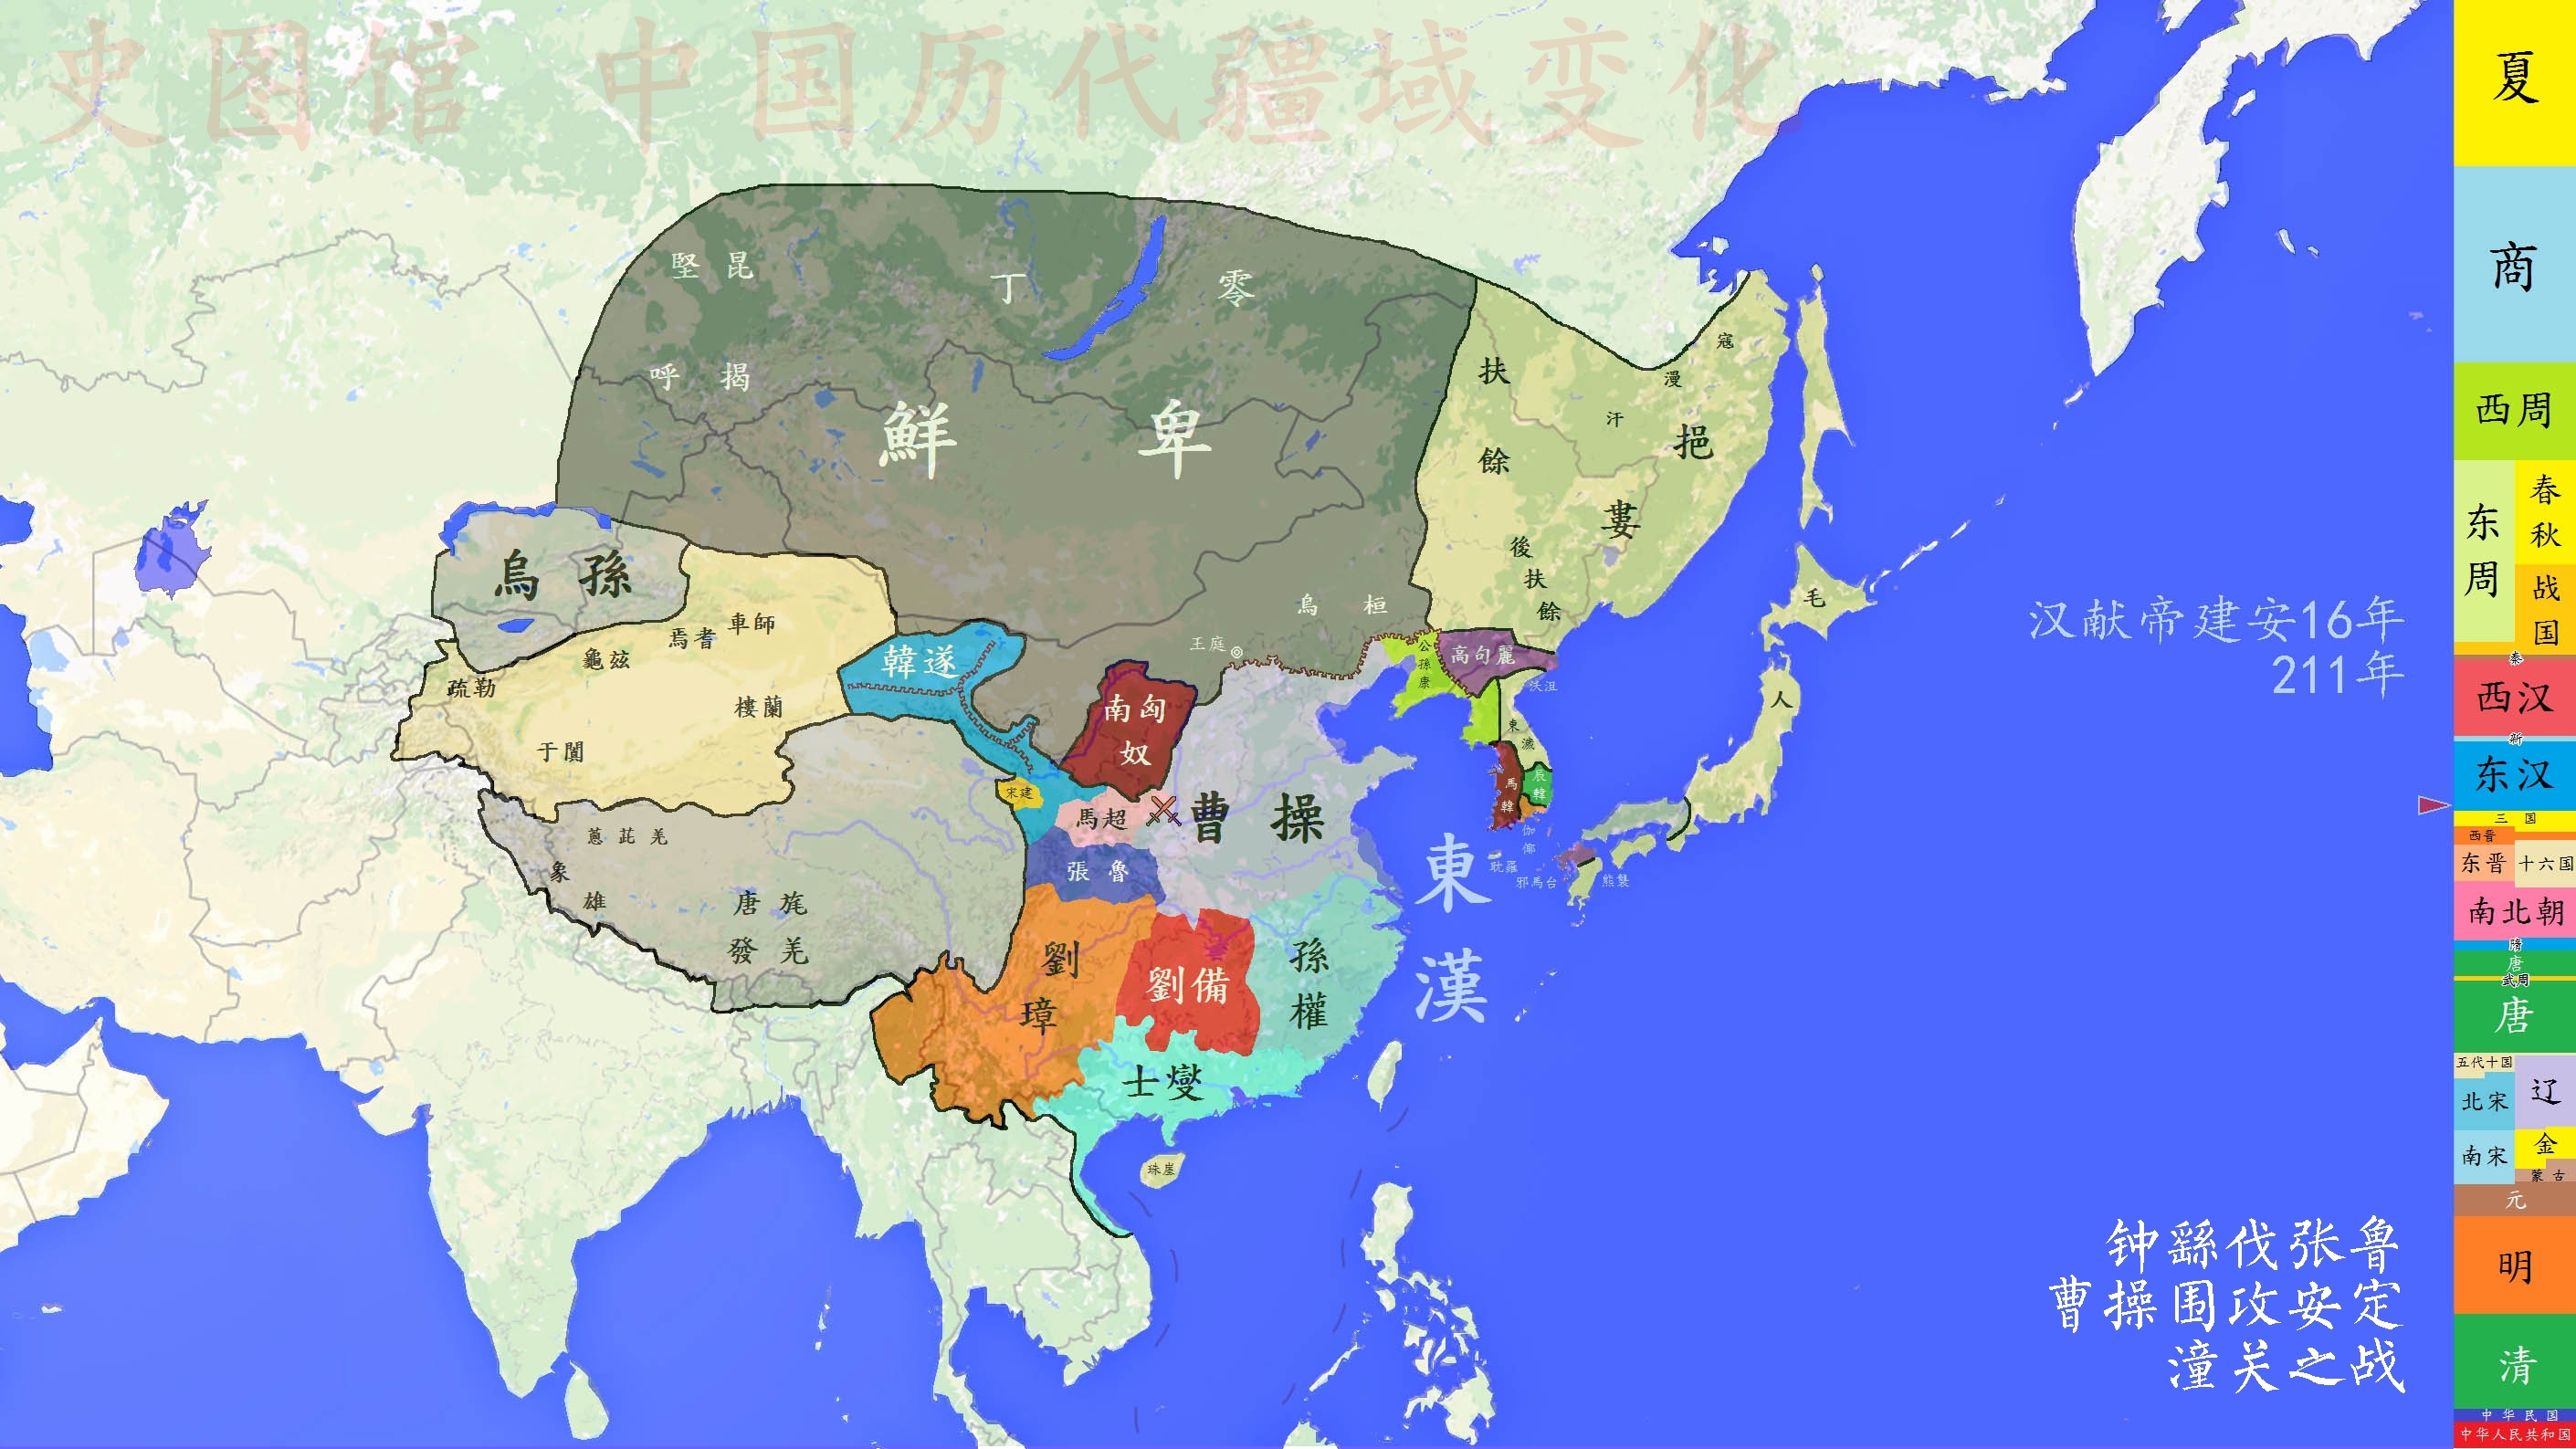 史图馆 中国历代疆域变化
堅昆
丁零
呼揭
鮮卑
扶餘
寇漫汗
挹婁
後扶餘
烏孫
車師
焉耆
龜兹
疏勒
樓蘭
于闐
韓遂
王庭
烏桓
公孫康
高句麗
沃沮
東濊
南匈奴
馬韓
辰韓
伽倻
耽羅
邪馬台
熊襲
毛人
宋建
馬超
曹操
張魯
蔥茈羌
象雄
唐旄
發羌
劉璋
劉備
孫權
士燮
珠崖
東漢
汉献帝建安16年
211年
钟繇伐张鲁
曹操围攻安定
潼关之战
夏
商
西周
东周
春秋
战国
秦
西汉
新
东汉
三国
西晋
东晋
十六国
南北朝
隋
唐
武周
唐
五代十国
辽
北宋
南宋
金
蒙古
元
明
清
中华民国
中华人民共和国